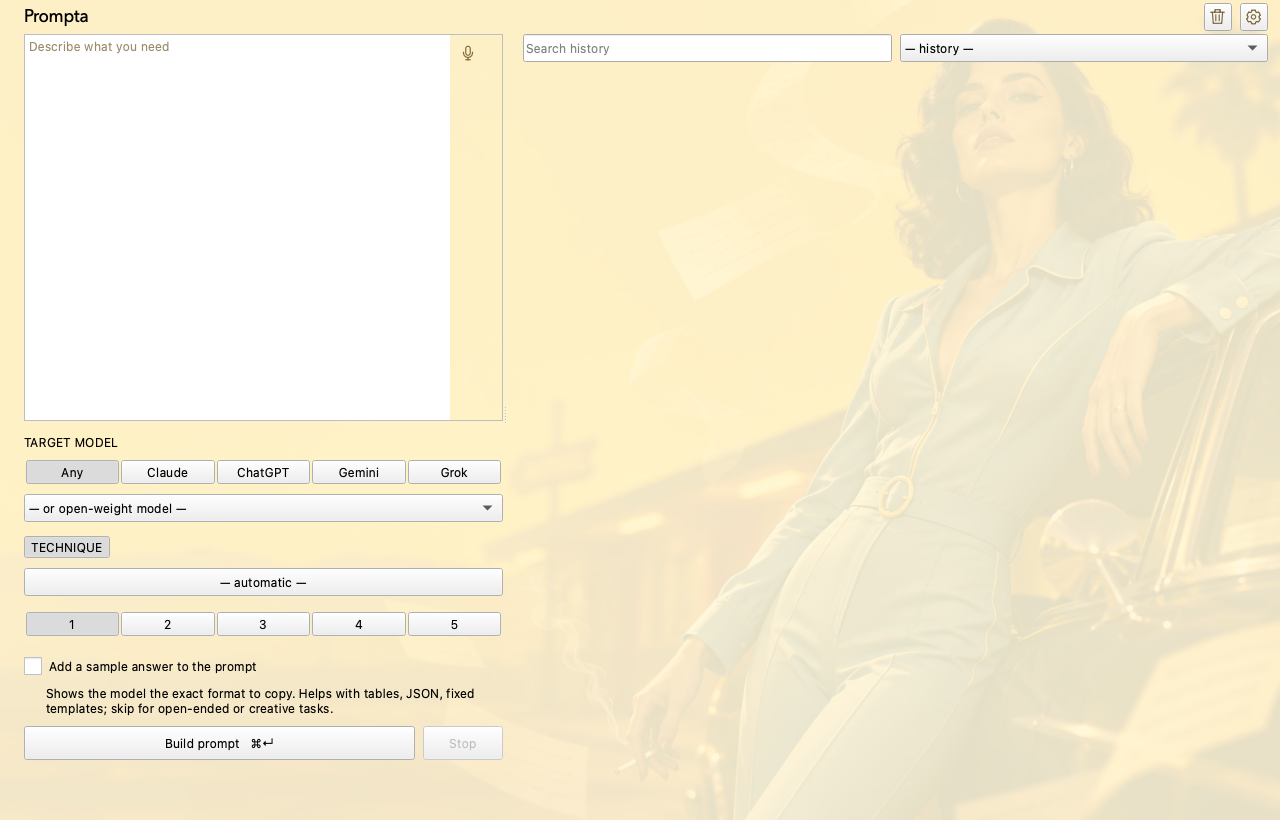 Prompta
Describe what you need
Search history
— history —
TARGET MODEL
Any
Claude
ChatGPT
Gemini
Grok
— or open-weight model —
TECHNIQUE
— automatic —
1
2
3
4
5
Add a sample answer to the prompt
Shows the model the exact format to copy. Helps with tables, JSON, fixed
templates; skip for open-ended or creative tasks.
Build prompt ⌘↵
Stop